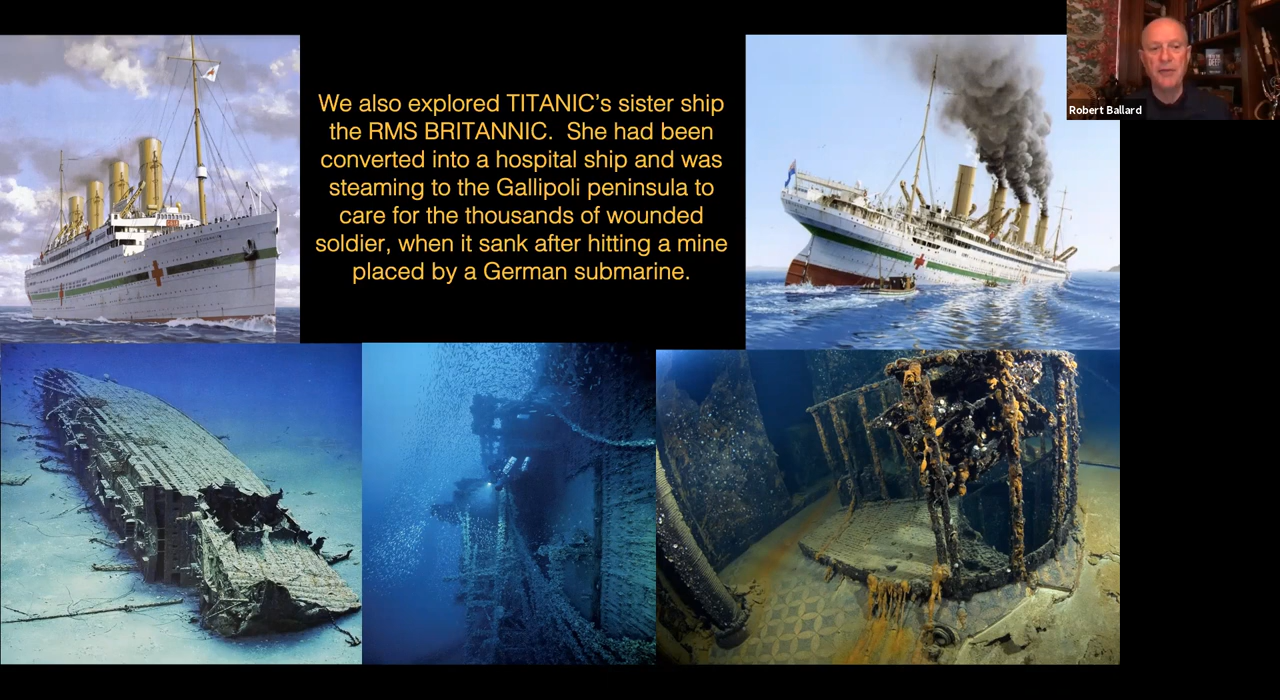 We also explored TITANIC's sister ship
the RMS BRITANNIC.  She had been
converted into a hospital ship and was
steaming to the Gallipoli peninsula to
care for the thousands of wounded
soldier, when it sank after hitting a mine
placed by a German submarine.
Robert Ballard